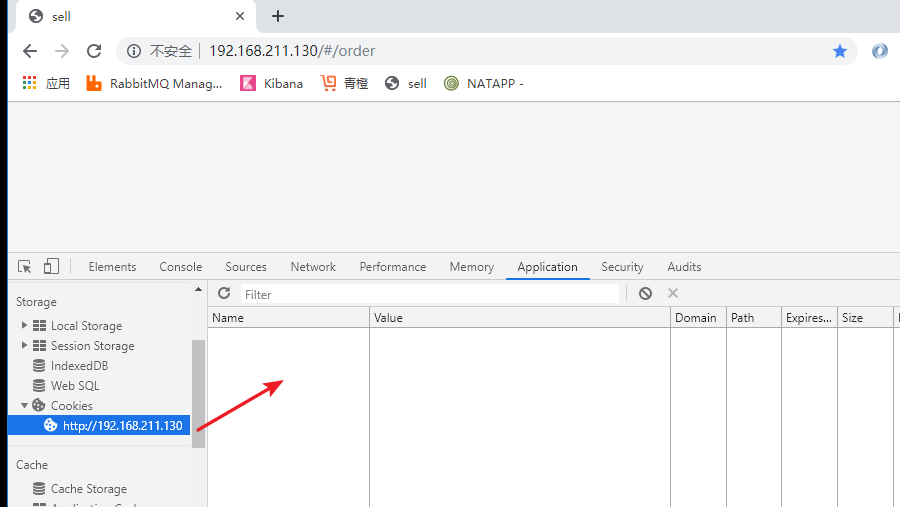 sell
不安全 192.168.211.130/#/order
应用 RabbitMQ Manag... Kibana 青橙 sell NATAPP -
Elements Console Sources Network Performance Memory Application Security Audits
Storage
Filter
Name Value Domain Path Expires... Size
Local Storage
Session Storage
IndexedDB
Web SQL
Cookies
http://192.168.211.130
Cache
Cache Storage